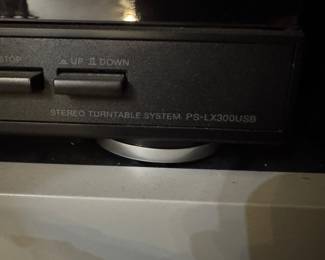 STOP
▲ UP ⯯ DOWN
STEREO TURNTABLE SYSTEM PS-LX300USB